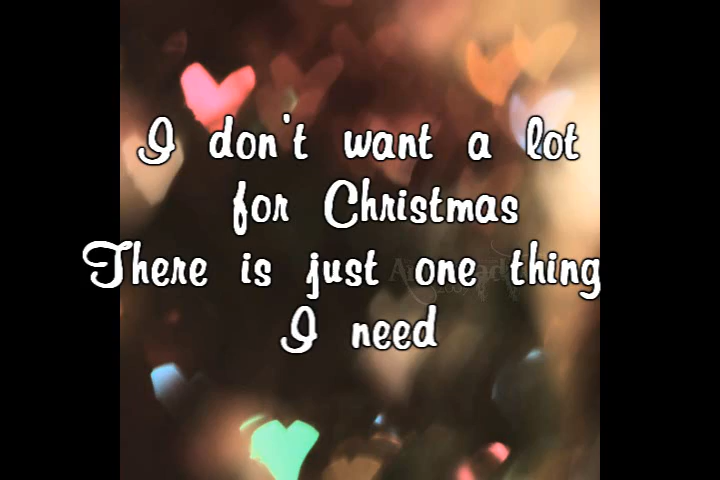 I don't want a lot
for Christmas
There is just one thing
I need